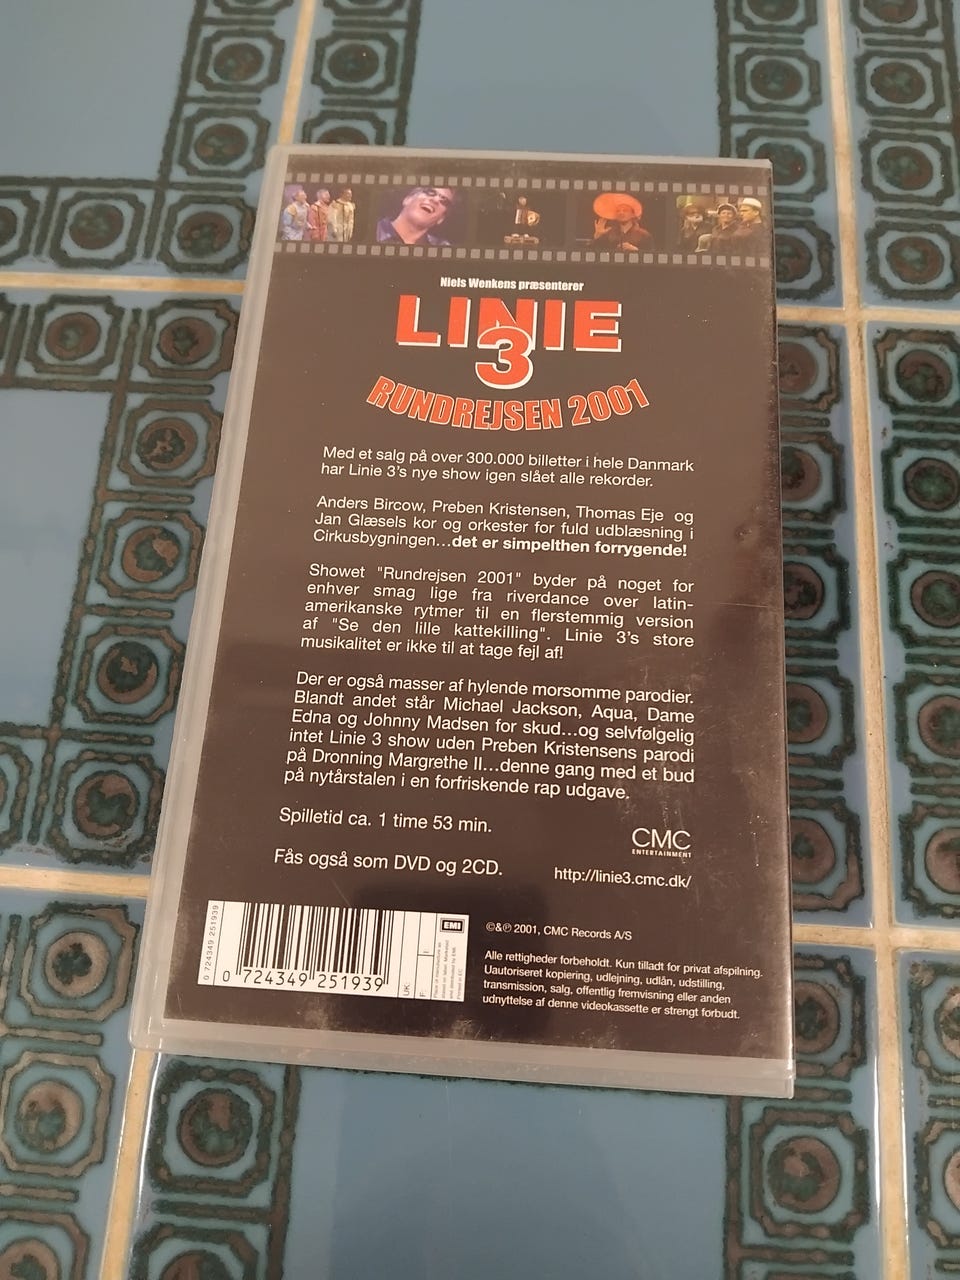 Niels Wenkens præsenterer
LINIE
3
RUNDREJSEN 2001
Med et salg på over 300.000 billetter i hele Danmark
har Linie 3's nye show igen slået alle rekorder.
Anders Bircow, Preben Kristensen, Thomas Eje og
Jan Glæsels kor og orkester for fuld udblæsning i
Cirkusbygningen...det er simpelthen forrygende!
Showet "Rundrejsen 2001" byder på noget for
enhver smag lige fra riverdance over latin-
amerikanske rytmer til en flerstemmig version
af "Se den lille kattekilling". Linie 3's store
musikalitet er ikke til at tage fejl af!
Der er også masser af hylende morsomme parodier.
Blandt andet står Michael Jackson, Aqua, Dame
Edna og Johnny Madsen for skud...og selvfølgelig
intet Linie 3 show uden Preben Kristensens parodi
på Dronning Margrethe II...denne gang med et bud
på nytårstalen i en forfriskende rap udgave.
Spilletid ca. 1 time 53 min.
CMC
ENTERTAINMENT
Fås også som DVD og 2CD.
http://linie3.cmc.dk/
0 724349 251939
0 724349 251939
UK:
F:
EMI
©&℗ 2001, CMC Records A/S
Alle rettigheder forbeholdt. Kun tilladt for privat afspilning.
Uautoriseret kopiering, udlejning, udlån, udstilling,
transmission, salg, offentlig fremvisning eller anden
udnyttelse af denne videokassette er strengt forbudt.